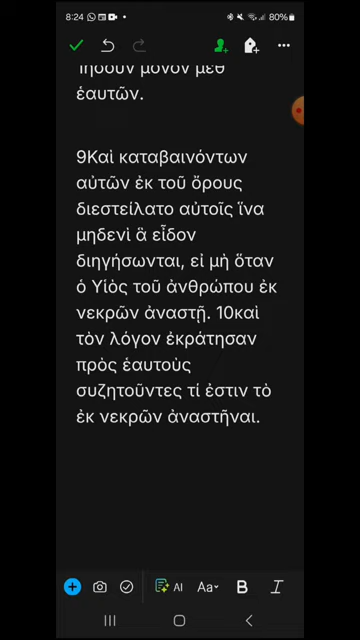 8:24
80%
Ἰησοῦν μόνον μεθ
ἑαυτῶν.
9Καὶ καταβαινόντων
αὐτῶν ἐκ τοῦ ὄρους
διεστείλατο αὐτοῖς ἵνα
μηδενὶ ἃ εἶδον
διηγήσωνται, εἰ μὴ ὅταν
ὁ Υἱὸς τοῦ ἀνθρώπου ἐκ
νεκρῶν ἀναστῇ. 10καὶ
τὸν λόγον ἐκράτησαν
πρὸς ἑαυτοὺς
συζητοῦντες τί ἐστιν τὸ
ἐκ νεκρῶν ἀναστῆναι.
AI Aa B I